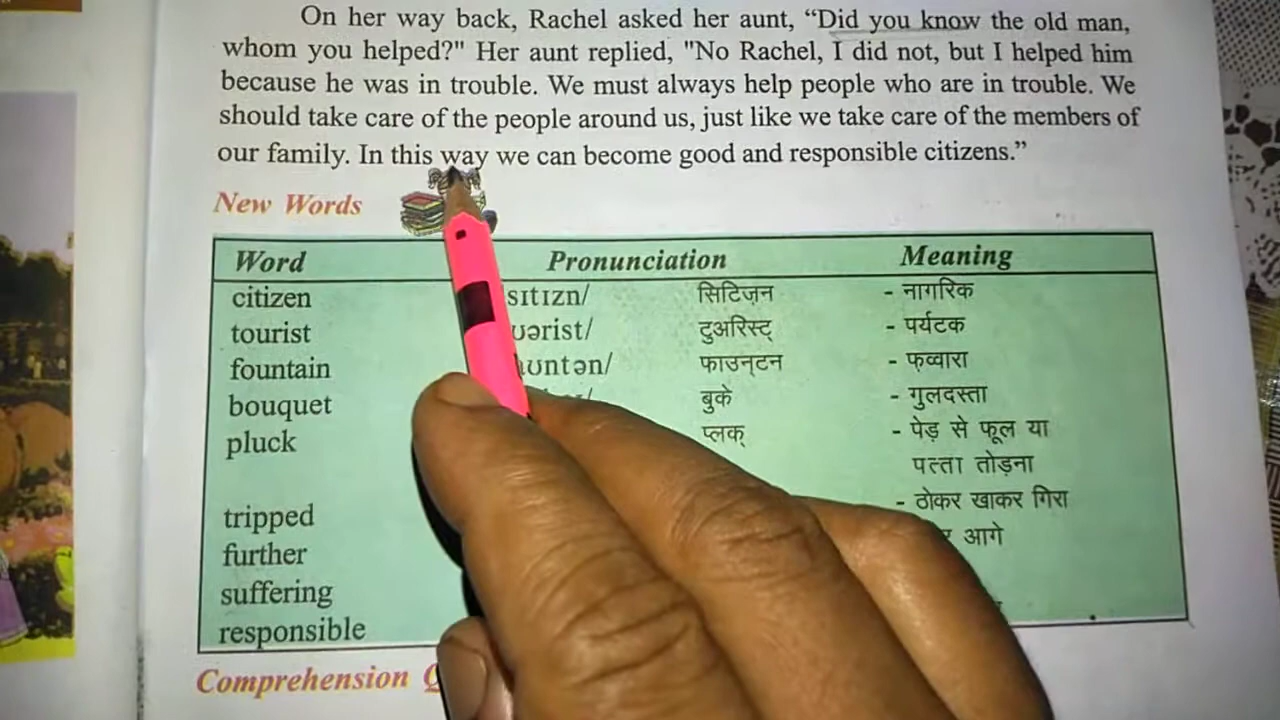 On her way back, Rachel asked her aunt, “Did you know the old man,
whom you helped?" Her aunt replied, "No Rachel, I did not, but I helped him
because he was in trouble. We must always help people who are in trouble. We
should take care of the people around us, just like we take care of the members of
our family. In this way we can become good and responsible citizens.”
New Words
Word Pronunciation Meaning
citizen sɪtɪzn/ सिटिज़न - नागरिक
tourist ʊərist/ टुअरिस्ट् - पर्यटक
fountain ʊntən/ फाउन्टन - फ़व्वारा
bouquet बुके - गुलदस्ता
pluck प्लक् - पेड़ से फूल या
पत्ता तोड़ना
tripped - ठोकर खाकर गिरा
further आगे
suffering
responsible
Comprehension